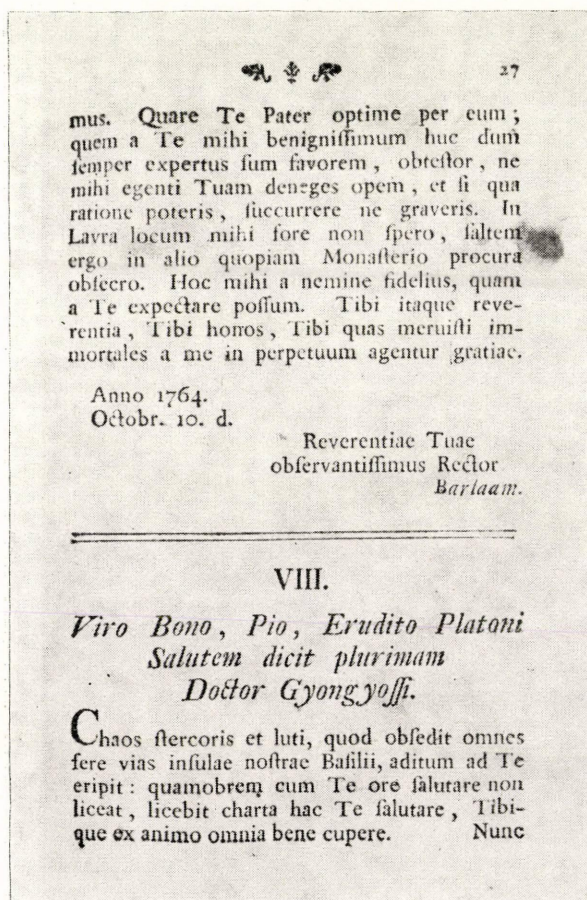 27
mus. Quare Te Pater optime per eum ,
quem a Te mihi benigniſſimum huc dum
ſemper expertus ſum favorem , obteſtor , ne
mihi egenti Tuam deneges opem , et ſi qua
ratione poteris , ſuccurrere ne graveris. In
Lavra locum mihi fore non ſpero , ſaltem
ergo in alio quopiam Monaſterio procura
obſecro. Hoc mihi a nemine fidelius, quam
a Te expectare poſſum. Tibi itaque reve-
rentia , Tibi honos , Tibi quas meruiſti im-
mortales a me in perpetuum agentur gratiae.
Anno 1764.
Octobr. 10. d.
Reverentiae Tuae
obſervantiſſimus Rector
Barlaam.
VIII.
Viro Bono , Pio , Erudito Platoni
Salutem dicit plurimam
Doctor Gyongyoſſi.
Chaos ſtercoris et luti, quod obſedit omnes
fere vias inſulae noſtrae Baſilii, aditum ad Te
eripit : quamobrem cum Te ore ſalutare non
liceat , licebit charta hac Te ſalutare , Tibi-
que ex animo omnia bene cupere. Nunc